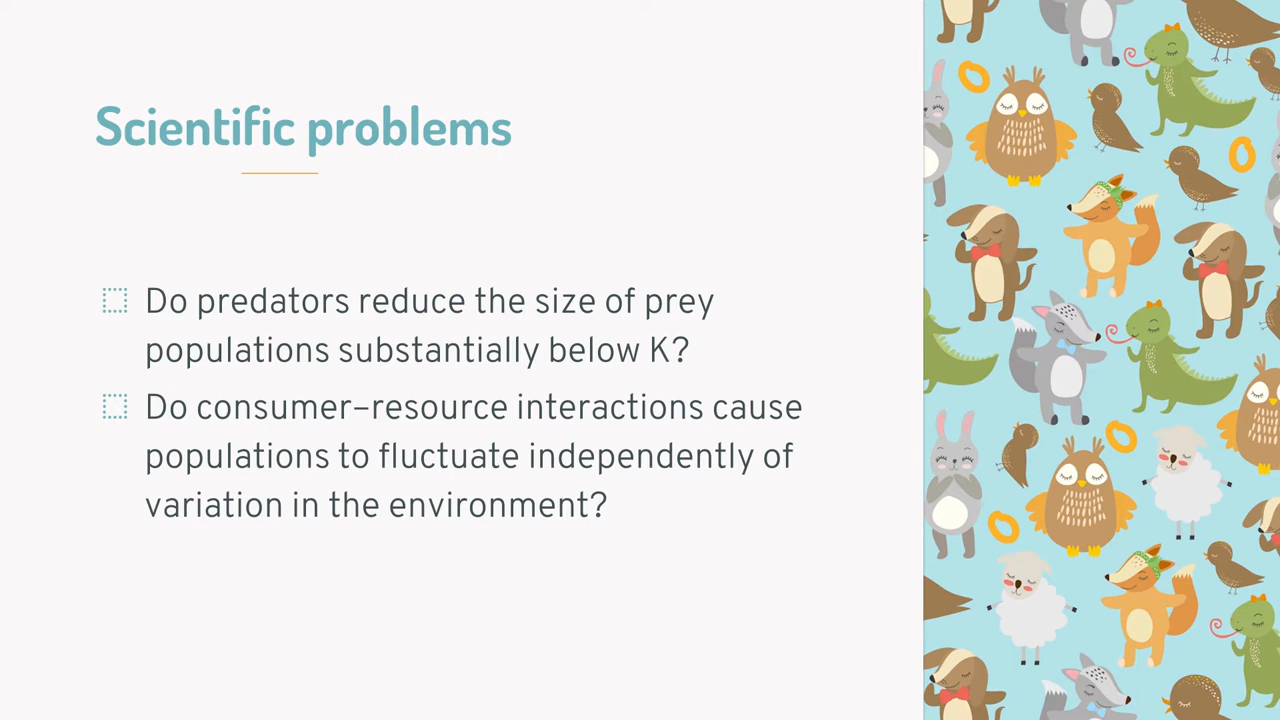 Scientific problems
Do predators reduce the size of prey
populations substantially below K?
Do consumer–resource interactions cause
populations to fluctuate independently of
variation in the environment?